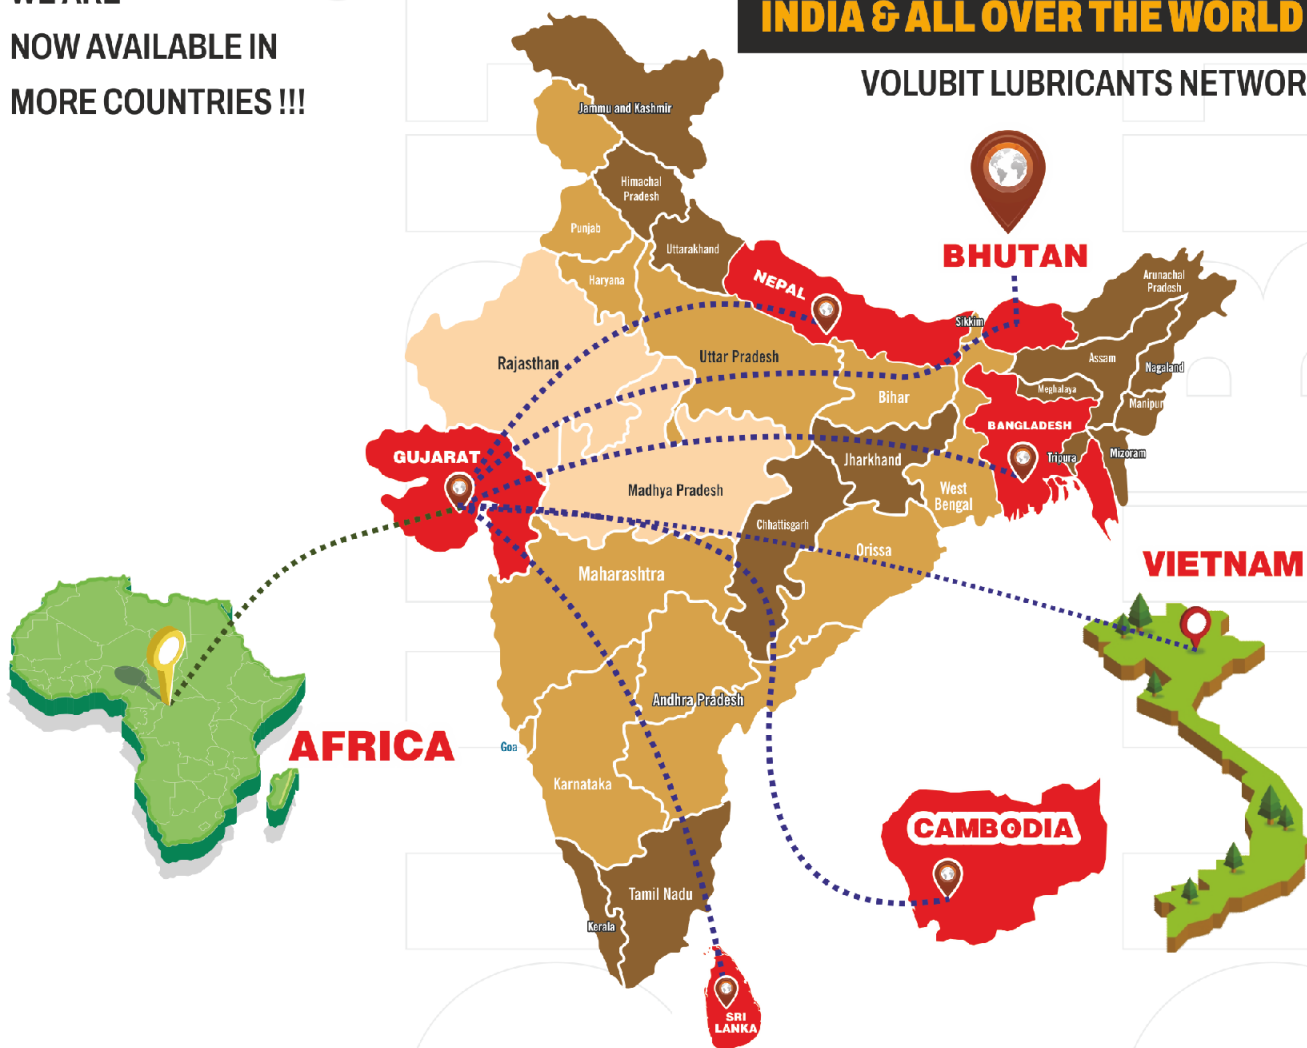 WE ARE
NOW AVAILABLE IN
MORE COUNTRIES !!!
INDIA & ALL OVER THE WORLD
VOLUBIT LUBRICANTS NETWOR
Jammu and Kashmir
Himachal
Pradesh
Punjab
Uttarakhand
Haryana
NEPAL
BHUTAN
Sikkim
Arunachal
Pradesh
Assam
Nagaland
Meghalaya
Manipur
Rajasthan
Uttar Pradesh
Bihar
BANGLADESH
Tripura
Mizoram
GUJARAT
Jharkhand
Madhya Pradesh
West
Bengal
Chhattisgarh
Orissa
Maharashtra
VIETNAM
Andhra Pradesh
AFRICA
Goa
Karnataka
CAMBODIA
Tamil Nadu
Kerala
SRI
LANKA